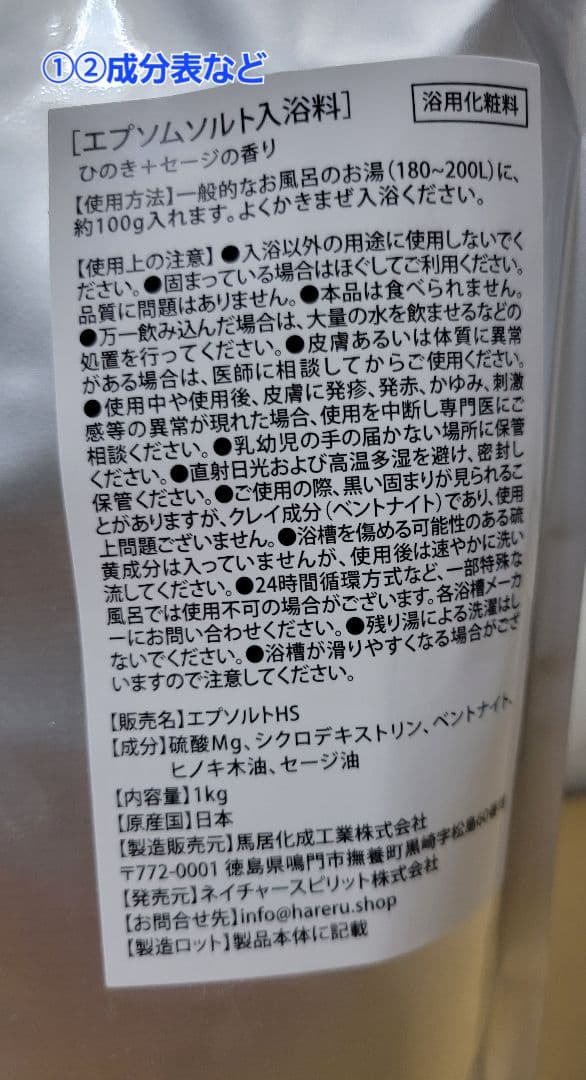 ①②成分表など
[エプソムソルト入浴料]
浴用化粧料
ひのき＋セージの香り
【使用方法】一般的なお風呂のお湯(180~200L)に、
約100g入れます。よくかきまぜ入浴ください。
【使用上の注意】●入浴以外の用途に使用しないでく
ださい。●固まっている場合はほぐしてご利用ください。
品質に問題はありません。●本品は食べられません。
●万一飲み込んだ場合は、大量の水を飲ませるなどの
処置を行ってください。●皮膚あるいは体質に異常
がある場合は、医師に相談してからご使用ください。
●使用中や使用後、皮膚に発疹、発赤、かゆみ、刺激
感等の異常が現れた場合、使用を中断し専門医にご
相談ください。●乳幼児の手の届かない場所に保管
ください。●直射日光および高温多湿を避け、密封し
保管ください。●ご使用の際、黒い固まりが見られるこ
とがありますが、クレイ成分(ベントナイト)であり、使用
上問題ございません。●浴槽を傷める可能性のある硫
黄成分は入っていませんが、使用後は速やかに洗い
流してください。●24時間循環方式など、一部特殊な
風呂では使用不可の場合がございます。各浴槽メーカ
ーにお問い合わせください。●残り湯による洗濯はし
ないでください。●浴槽が滑りやすくなる場合がござ
いますので注意してください。
【販売名】エプソルトHS
【成分】硫酸Mg、シクロデキストリン、ベントナイト、
ヒノキ木油、セージ油
【内容量】1kg
【原産国】日本
【製造販売元】馬居化成工業株式会社
〒772-0001 徳島県鳴門市撫養町黒崎字松島60番地
【発売元】ネイチャースピリット株式会社
【お問合せ先】info@hareru.shop
【製造ロット】製品本体に記載